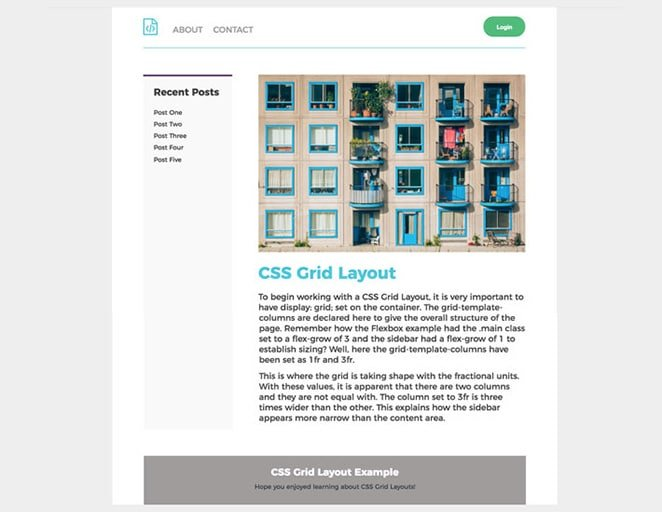 ABOUT CONTACT
Login
Recent Posts
Post One
Post Two
Post Three
Post Four
Post Five
CSS Grid Layout
To begin working with a CSS Grid Layout, it is very important to
have display: grid; set on the container. The grid-template-
columns are declared here to give the overall structure of the
page. Remember how the Flexbox example had the .main class
set to a flex-grow of 3 and the sidebar had a flex-grow of 1 to
establish sizing? Well, here the grid-template-columns have
been set as 1fr and 3fr.
This is where the grid is taking shape with the fractional units.
With these values, it is apparent that there are two columns
and they are not equal with. The column set to 3fr is three
times wider than the other. This explains how the sidebar
appears more narrow than the content area.
CSS Grid Layout Example
Hope you enjoyed learning about CSS Grid Layouts!